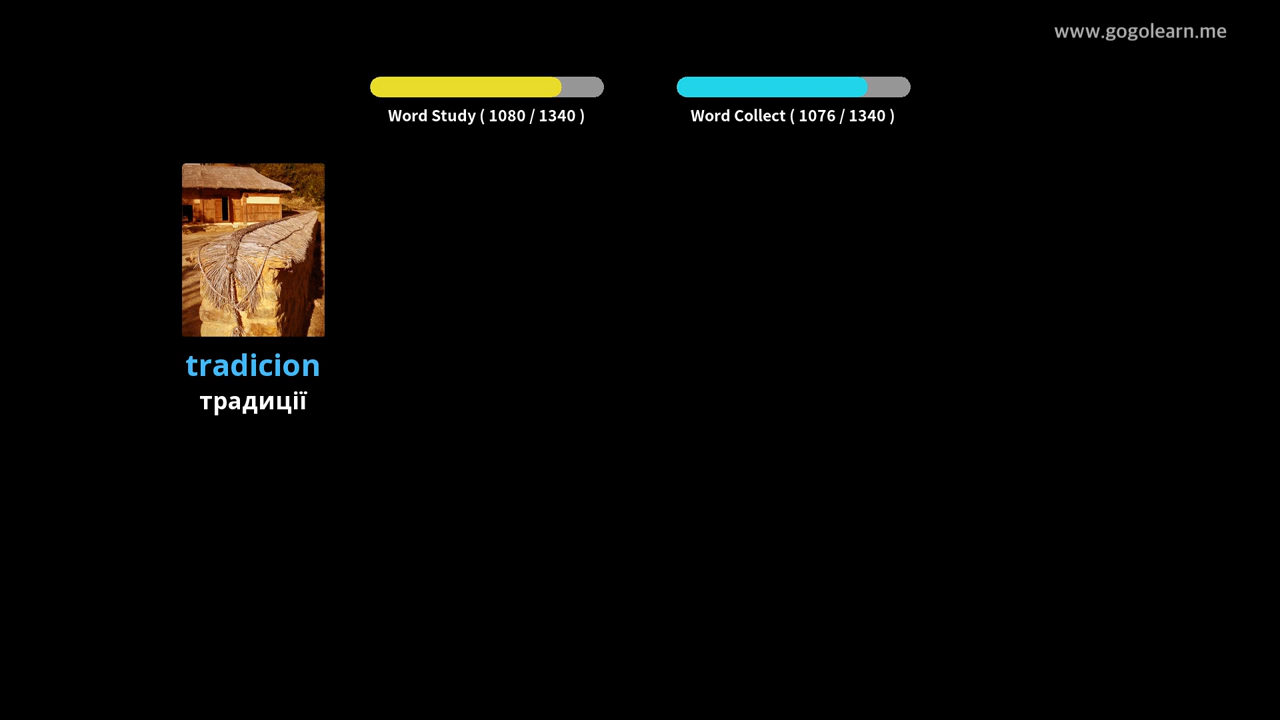 www.gogolearn.me
Word Study ( 1080 / 1340 )
Word Collect ( 1076 / 1340 )
tradicion
традиції